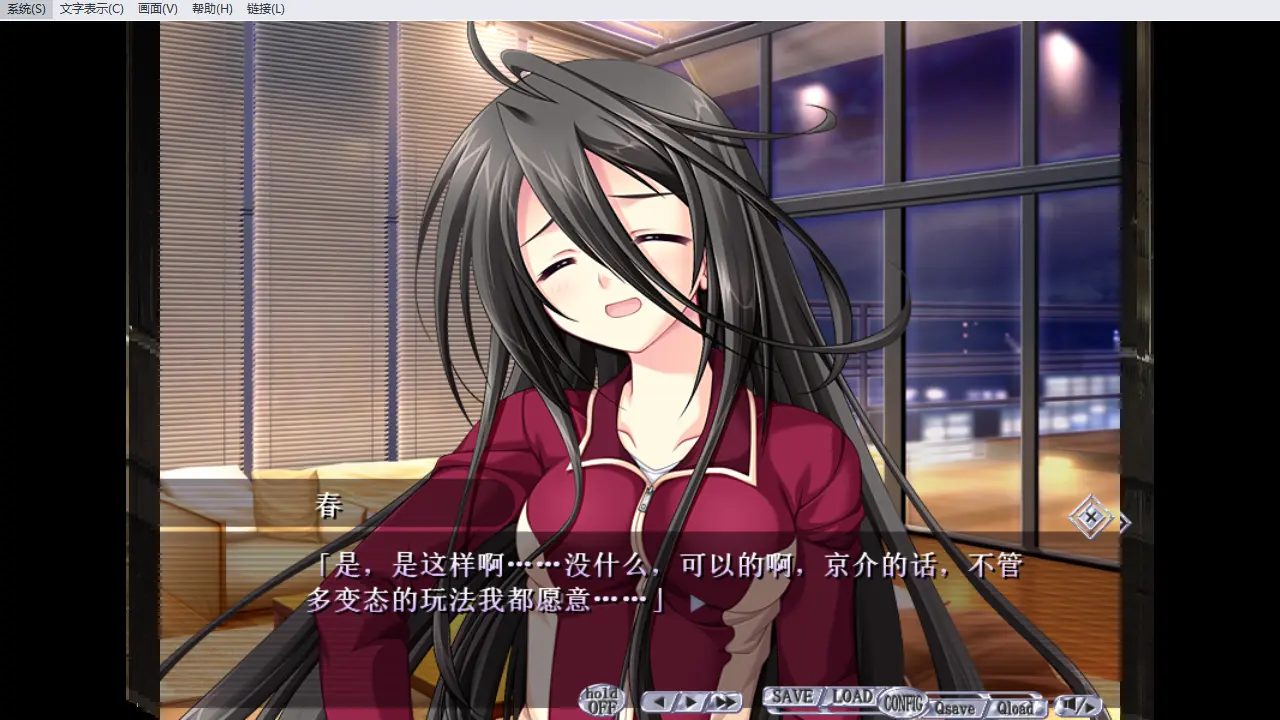 系统(S) 文字表示(C) 画面(V) 帮助(H) 链接(L)
春
「是，是这样啊……没什么，可以的啊，京介的话，不管
多变态的玩法我都愿意……」
hold
OFF
SAVE LOAD CONFIG Qsave Qload